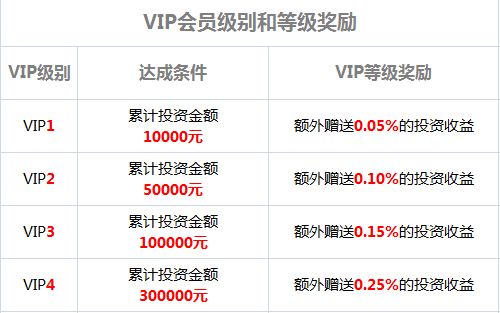 VIP会员级别和等级奖励
VIP级别 达成条件 VIP等级奖励
VIP1 累计投资金额 额外赠送0.05%的投资收益
10000元
VIP2 累计投资金额 额外赠送0.10%的投资收益
50000元
VIP3 累计投资金额 额外赠送0.15%的投资收益
100000元
VIP4 累计投资金额 额外赠送0.25%的投资收益
300000元